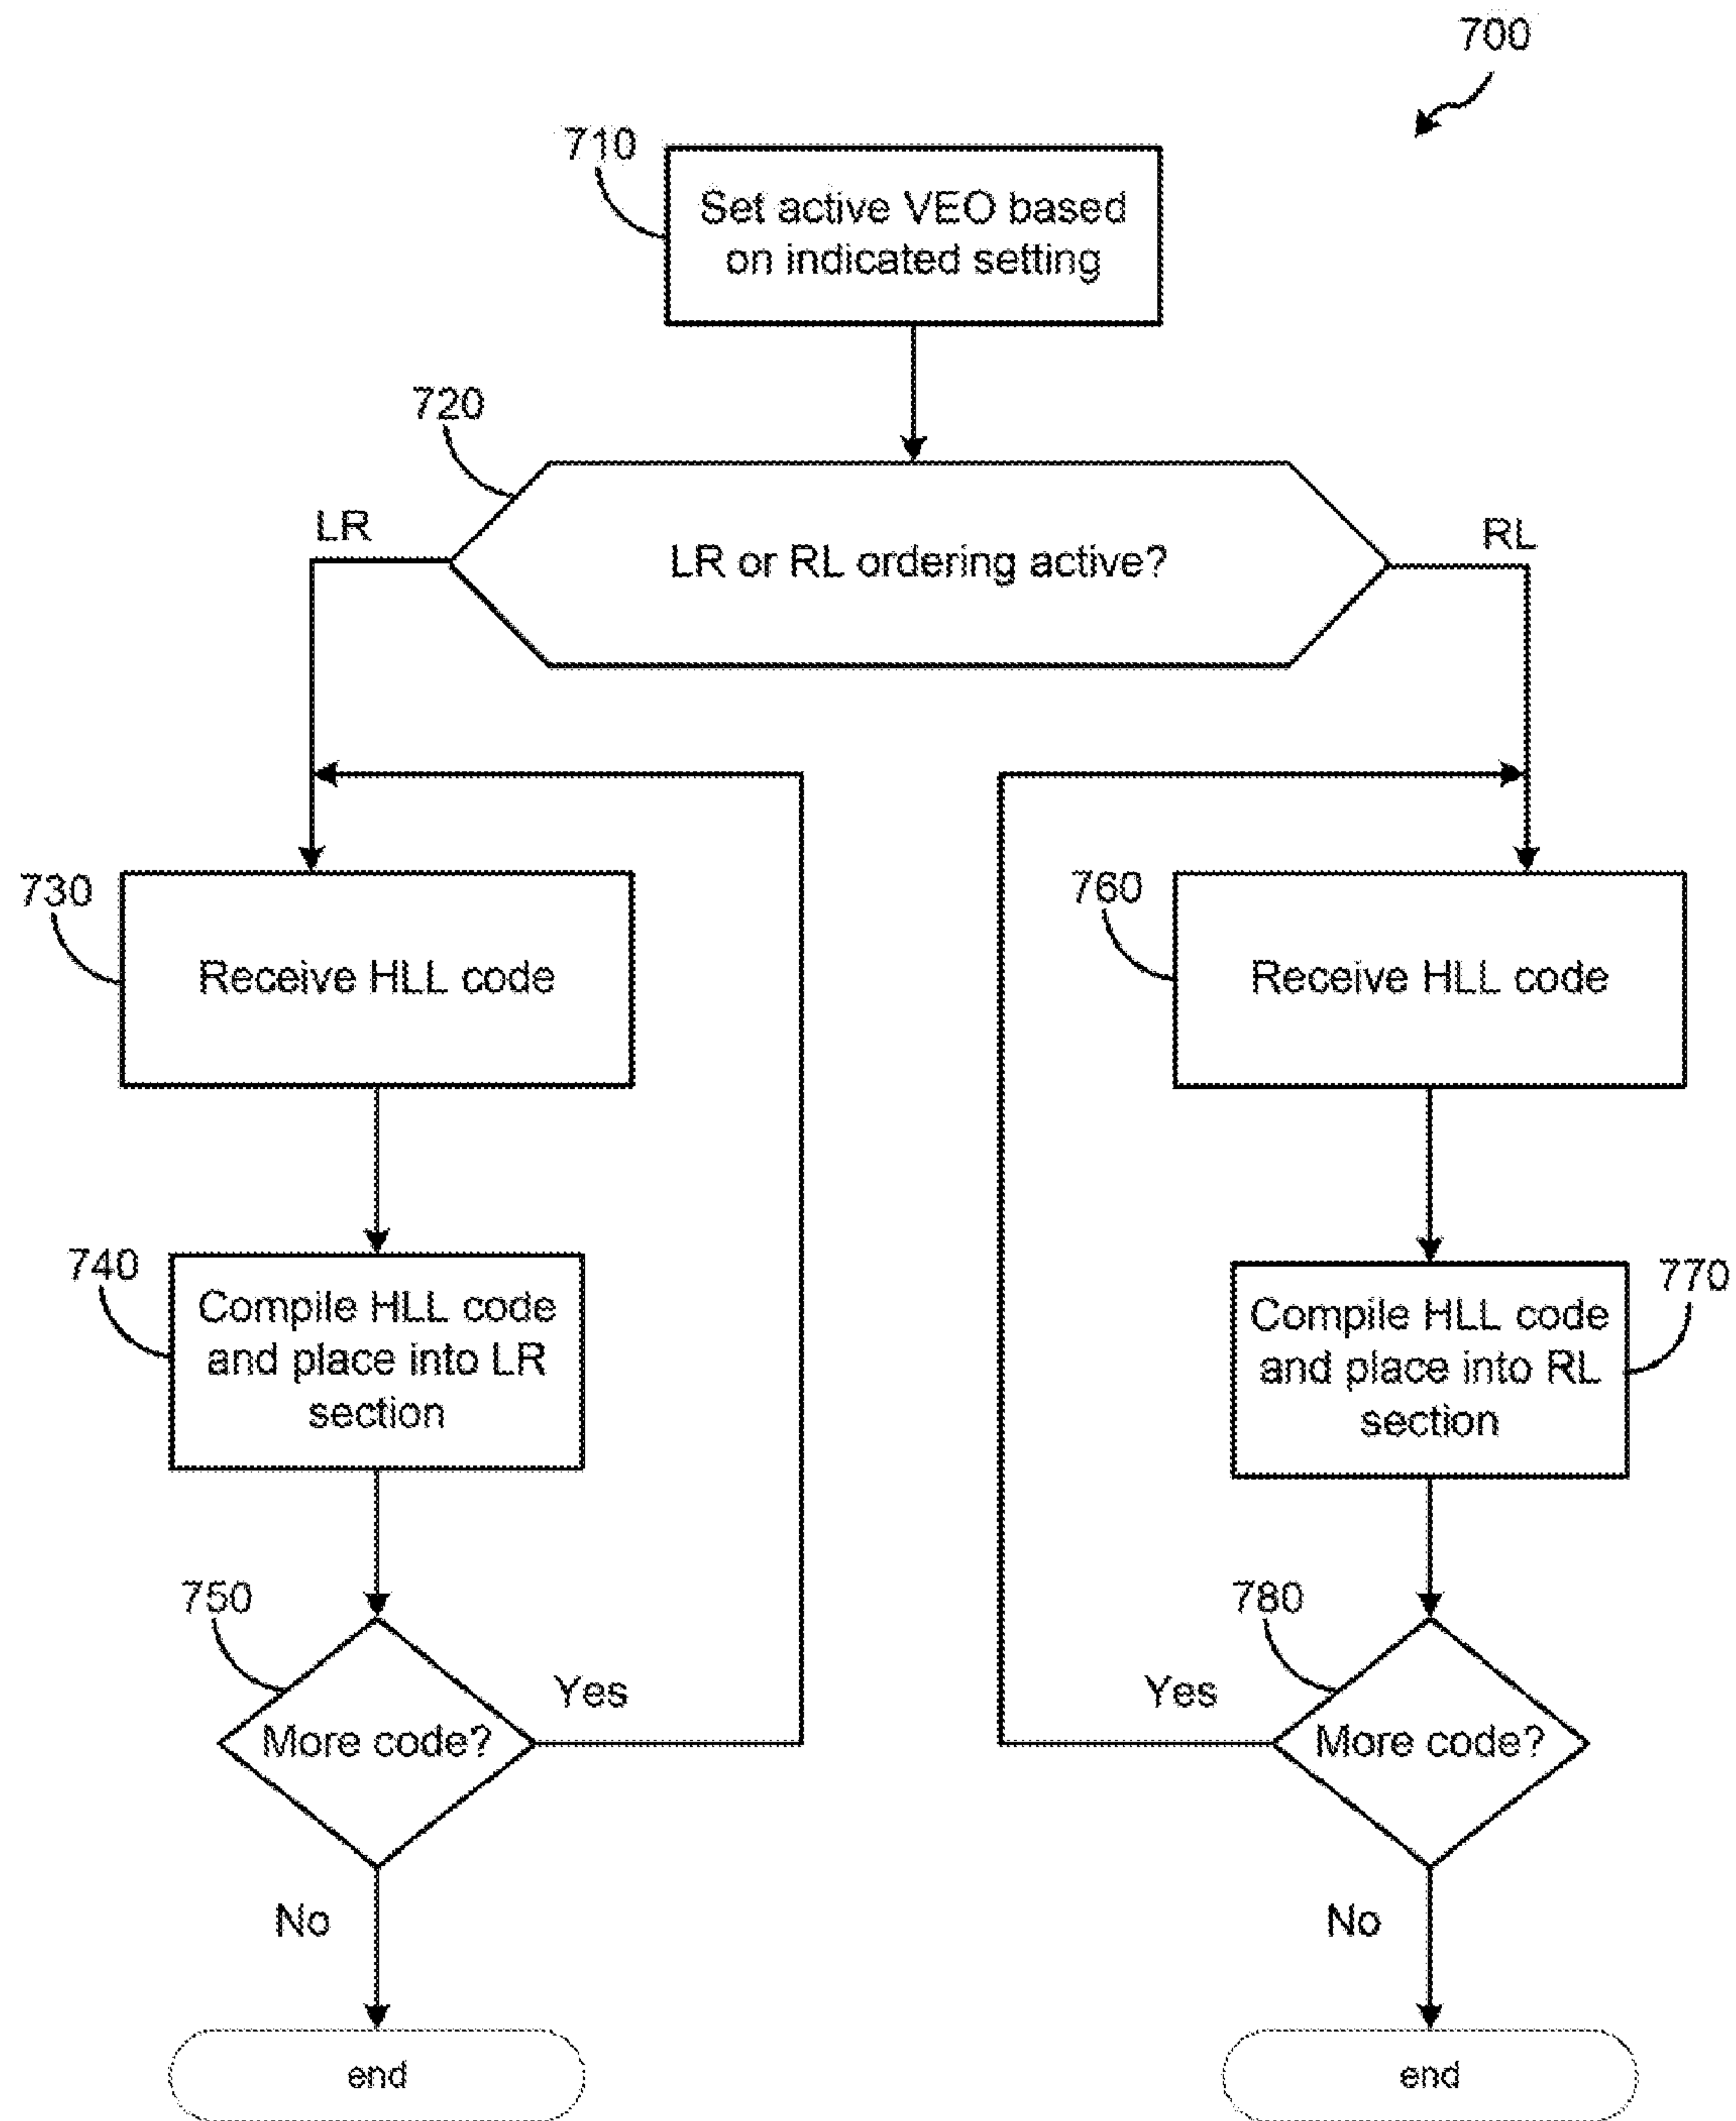 700
710
Set active VEO based
on indicated setting
720
LR
LR or RL ordering active?
RL
730
Receive HLL code
760
Receive HLL code
740
Compile HLL code
and place into LR
section
770
Compile HLL code
and place into RL
section
750
More code?
Yes
780
More code?
Yes
No
No
end
end